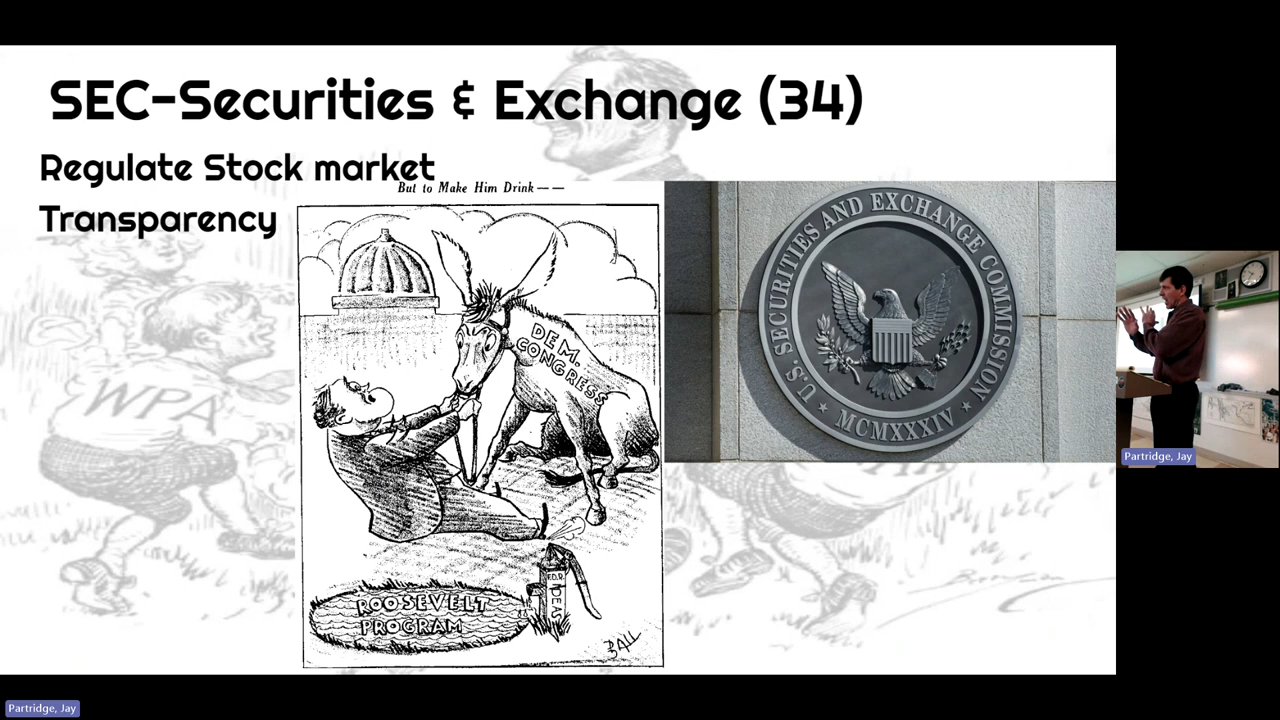 SEC-Securities & Exchange (34)
Regulate Stock market
Transparency
But to Make Him Drink — —
DEM.
CONGRESS
F.D.R.
IDEAS
ROOSEVELT
PROGRAM
BALL
U.S. SECURITIES AND EXCHANGE COMMISSION
MCMXXXIV
WPA
Partridge, Jay
Partridge, Jay